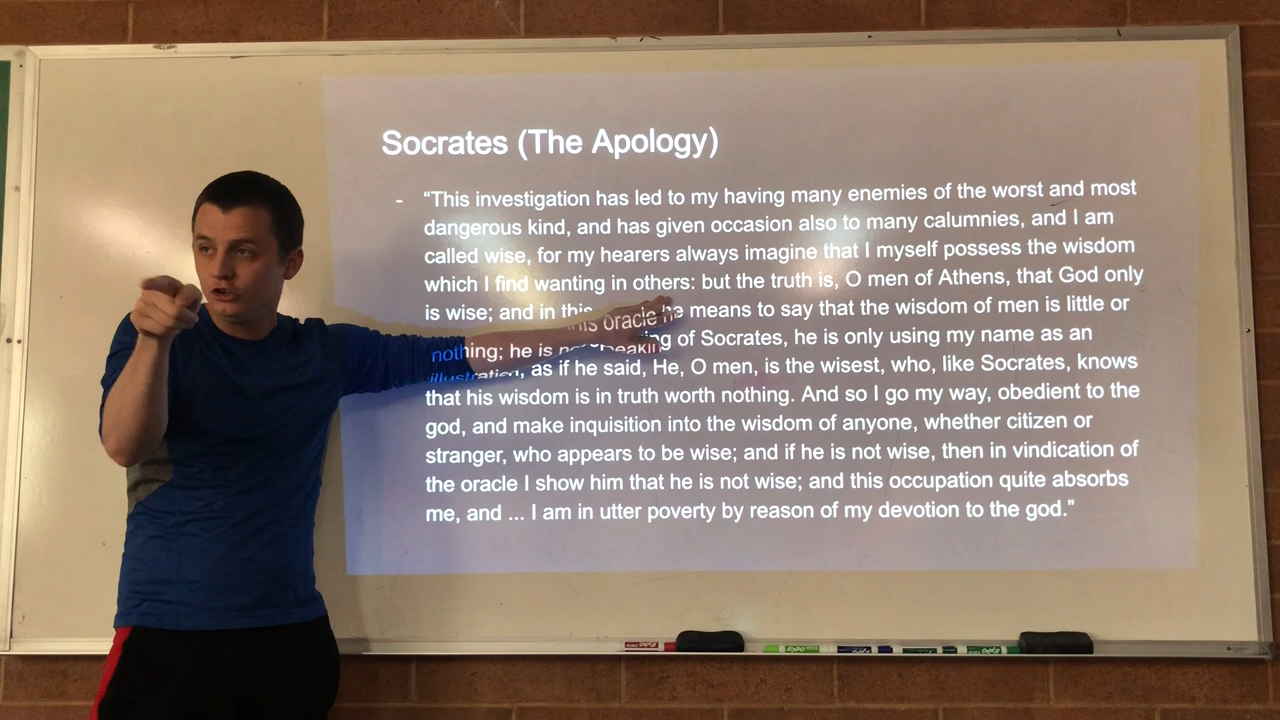 Socrates (The Apology)
- “This investigation has led to my having many enemies of the worst and most
dangerous kind, and has given occasion also to many calumnies, and I am
called wise, for my hearers always imagine that I myself possess the wisdom
which I find wanting in others: but the truth is, O men of Athens, that God only
is wise; and in this oracle he means to say that the wisdom of men is little or
nothing; he is not speaking of Socrates, he is only using my name as an
illustration, as if he said, He, O men, is the wisest, who, like Socrates, knows
that his wisdom is in truth worth nothing. And so I go my way, obedient to the
god, and make inquisition into the wisdom of anyone, whether citizen or
stranger, who appears to be wise; and if he is not wise, then in vindication of
the oracle I show him that he is not wise; and this occupation quite absorbs
me, and ... I am in utter poverty by reason of my devotion to the god.”
EXPO EXPO EXPO EXPO EXPO